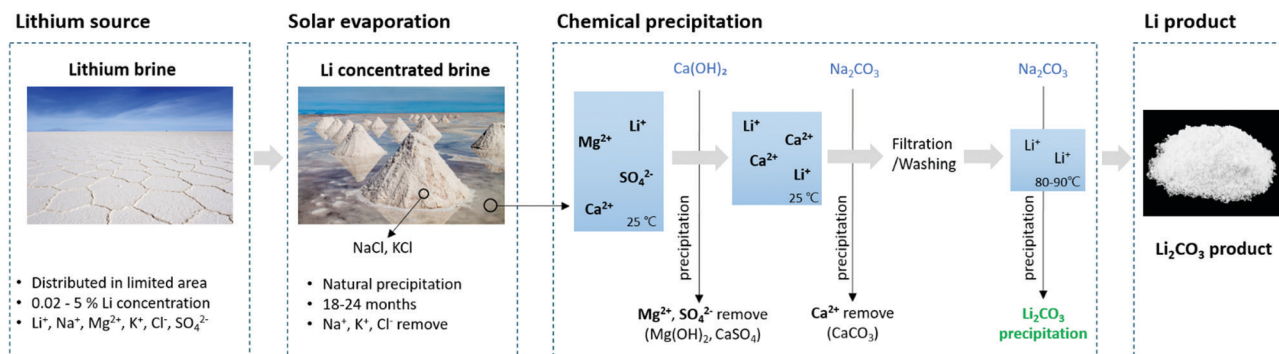 Lithium source
Lithium brine
• Distributed in limited area
• 0.02 - 5 % Li concentration
• Li⁺, Na⁺, Mg²⁺, K⁺, Cl⁻, SO₄²⁻
Solar evaporation
Li concentrated brine
NaCl, KCl
• Natural precipitation
• 18-24 months
• Na⁺, K⁺, Cl⁻ remove
Chemical precipitation
Ca(OH)₂
Na₂CO₃
Na₂CO₃
Mg²⁺
Li⁺
SO₄²⁻
Ca²⁺
25 ℃
Li⁺
Ca²⁺
Ca²⁺
Li⁺
25 ℃
Filtration
/Washing
Li⁺
Li⁺
80-90℃
precipitation
precipitation
precipitation
Mg²⁺, SO₄²⁻ remove
(Mg(OH)₂, CaSO₄)
Ca²⁺ remove
(CaCO₃)
Li₂CO₃
precipitation
Li product
Li₂CO₃ product